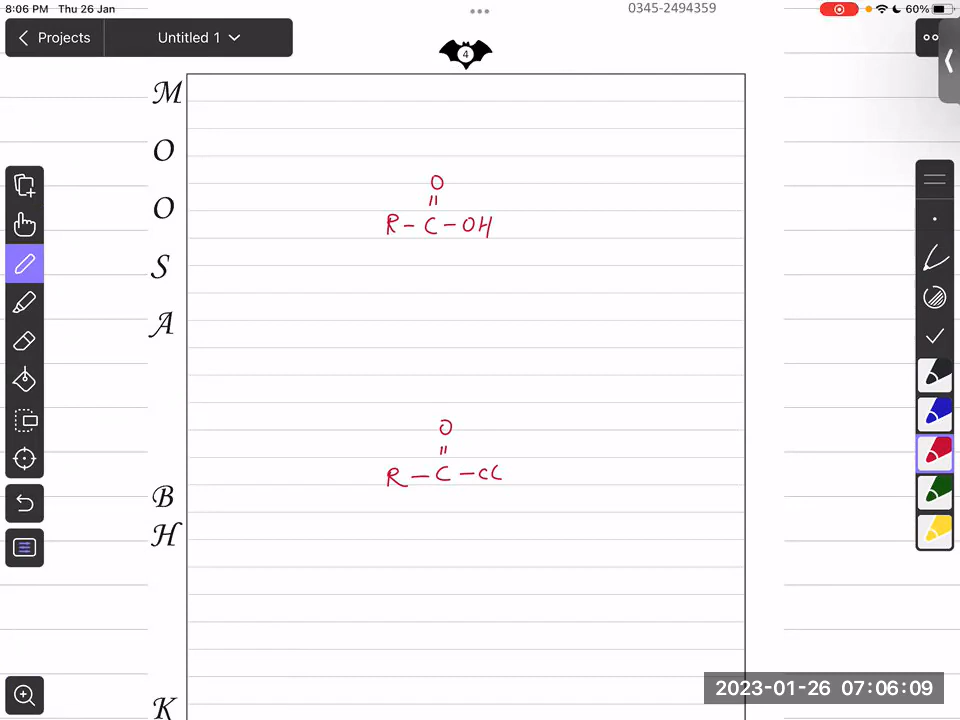 8:06 PM Thu 26 Jan
0345-2494359
60%
Projects
Untitled 1
4
M
O
O
S
A
B
H
K
O
=
R - C - OH
O
=
R - C - Cl
2023-01-26 07:06:09